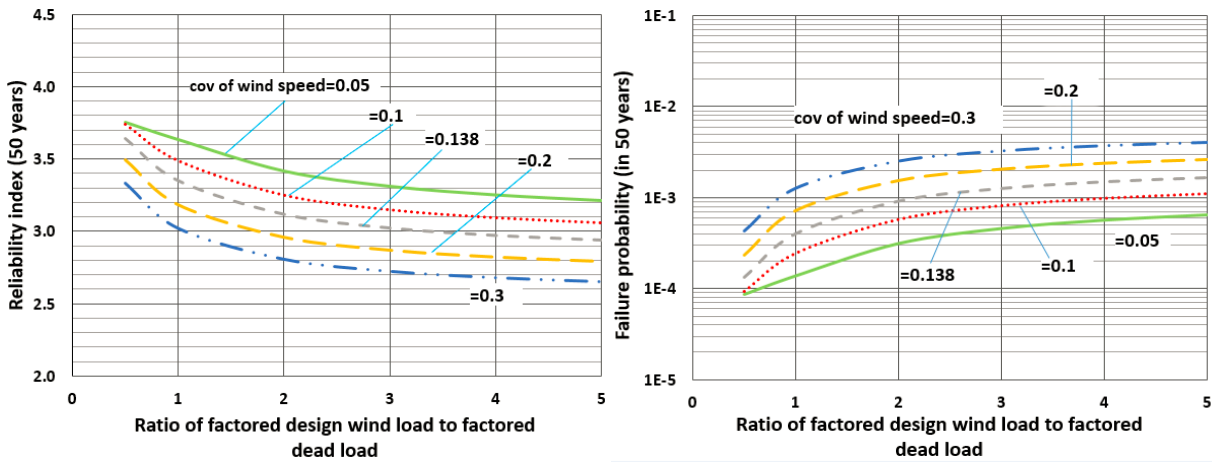 Reliability index (50 years)
4.5
4.0
3.5
3.0
2.5
2.0
cov of wind speed=0.05
=0.1
=0.138
=0.2
=0.3
0 1 2 3 4 5
Ratio of factored design wind load to factored
dead load
Failure probability (in 50 years)
1E-1
1E-2
1E-3
1E-4
1E-5
=0.2
cov of wind speed=0.3
=0.05
=0.138
=0.1
0 1 2 3 4 5
Ratio of factored design wind load to factored
dead load